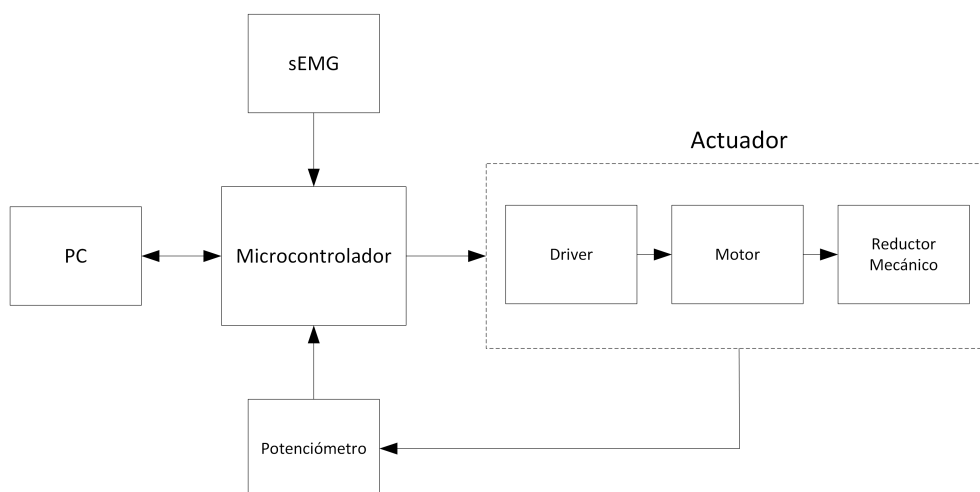 sEMG
Actuador
PC
Microcontrolador
Driver
Motor
Reductor
Mecánico
Potenciómetro